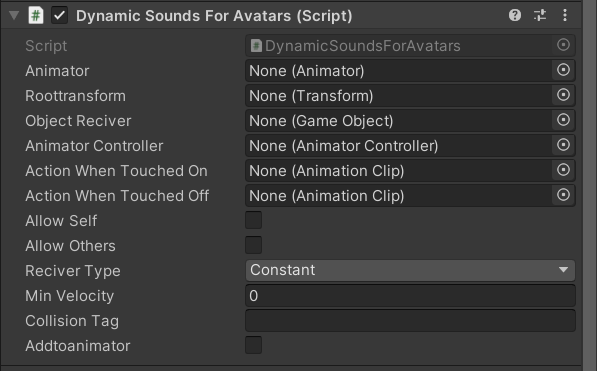 Dynamic Sounds For Avatars (Script)
Script DynamicSoundsForAvatars
Animator None (Animator)
Roottransform None (Transform)
Object Reciver None (Game Object)
Animator Controller None (Animator Controller)
Action When Touched On None (Animation Clip)
Action When Touched Off None (Animation Clip)
Allow Self
Allow Others
Reciver Type Constant
Min Velocity 0
Collision Tag
Addtoanimator